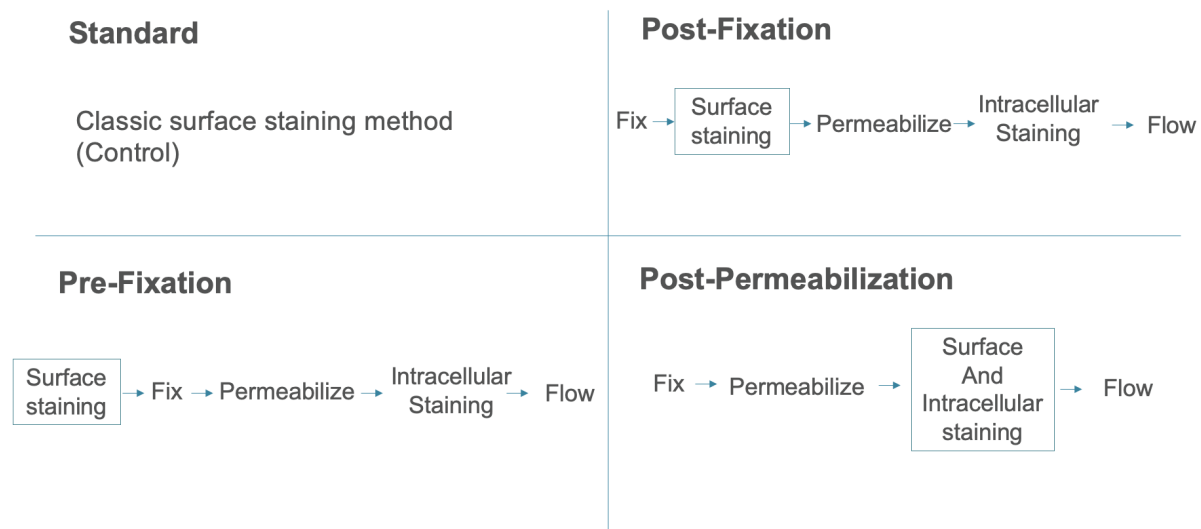 Standard
Classic surface staining method
(Control)
Post-Fixation
Fix
Surface
staining
Permeabilize
Intracellular
Staining
Flow
Pre-Fixation
Surface
staining
Fix
Permeabilize
Intracellular
Staining
Flow
Post-Permeabilization
Fix
Permeabilize
Surface
And
Intracellular
staining
Flow